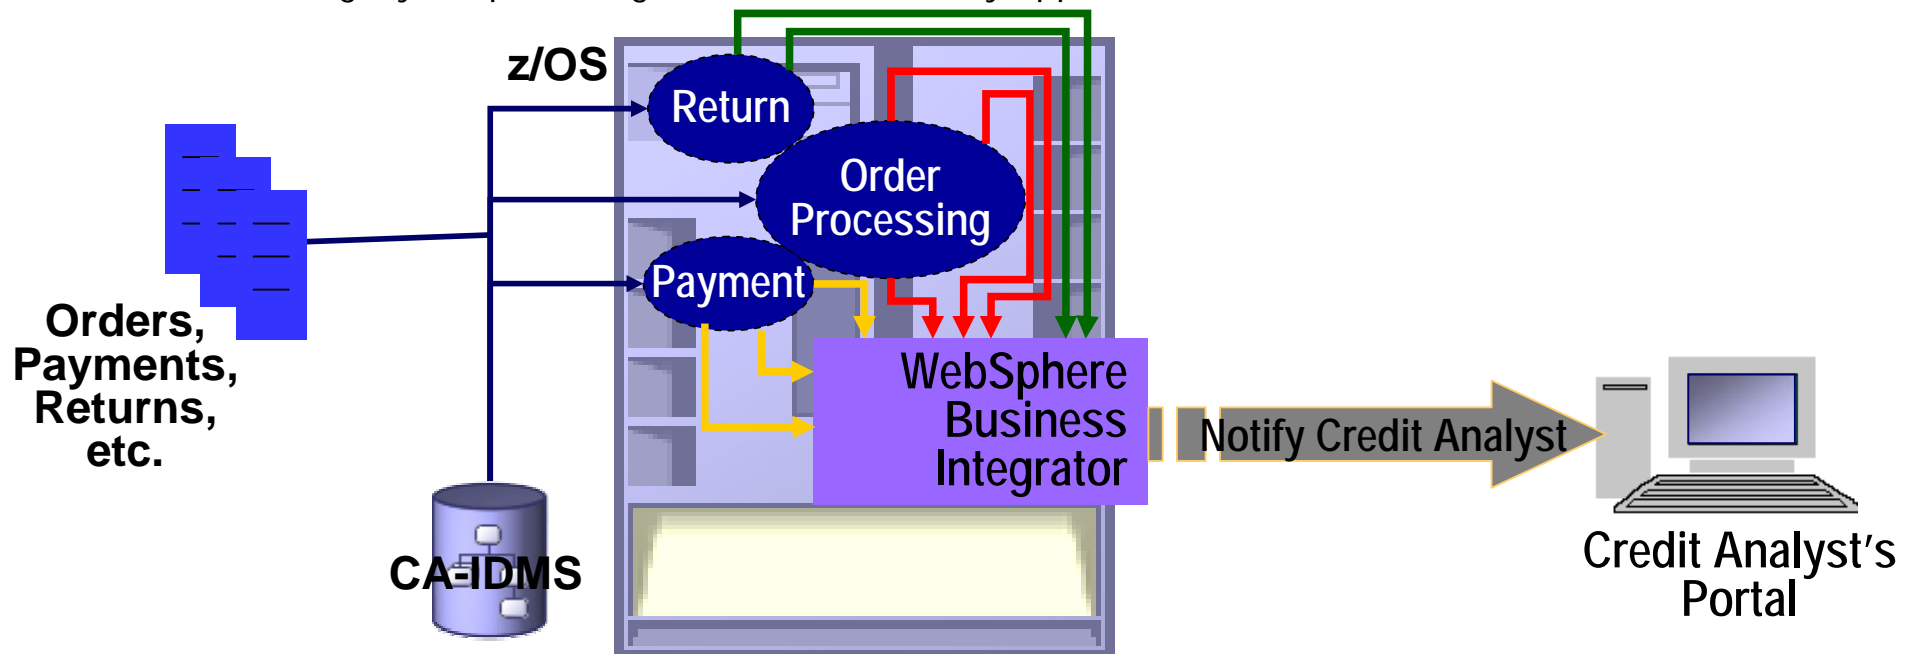 z/OS
Return
Order
Processing
Payment
Orders,
Payments,
Returns,
etc.
WebSphere
Business
Integrator
Notify Credit Analyst
CA-IDMS
Credit Analyst's
Portal